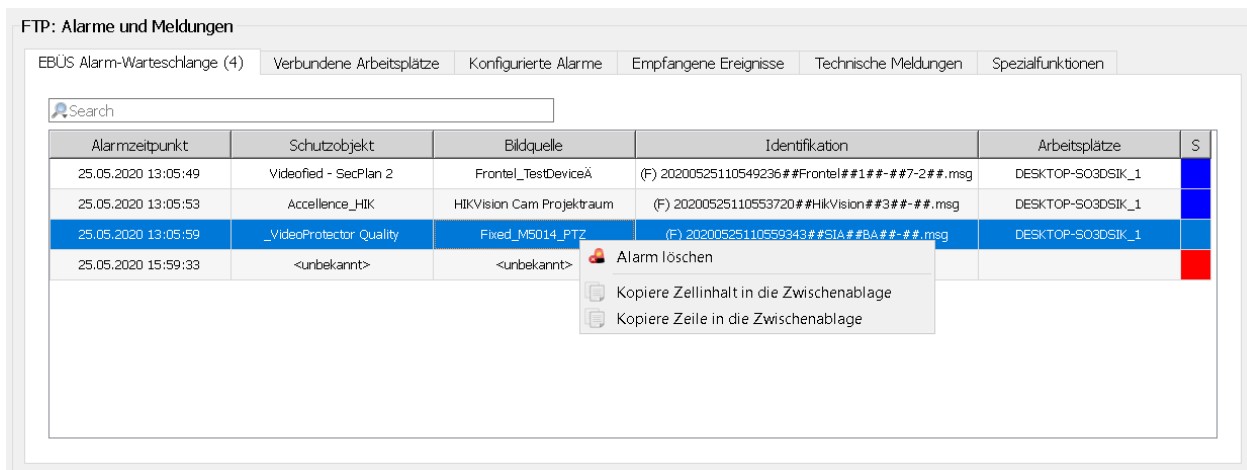 FTP: Alarme und Meldungen
EBÜS Alarm-Warteschlange (4) Verbundene Arbeitsplätze Konfigurierte Alarme Empfangene Ereignisse Technische Meldungen Spezialfunktionen
Search
Alarmzeitpunkt Schutzobjekt Bildquelle Identifikation Arbeitsplätze S
25.05.2020 13:05:49 Videofied - SecPlan 2 Frontel_TestDeviceÄ (F) 20200525110549236##Frontel##1##-##7-2##.msg DESKTOP-SO3DSIK_1
25.05.2020 13:05:53 Accellence_HIK HIKVision Cam Projektraum (F) 20200525110553720##HikVision##3##-##.msg DESKTOP-SO3DSIK_1
25.05.2020 13:05:59 _VideoProtector Quality Fixed_M5014_PTZ (F) 20200525110559343##SIA##BA##-##.msg DESKTOP-SO3DSIK_1
25.05.2020 15:59:33 <unbekannt> <unbekannt>
Alarm löschen
Kopiere Zellinhalt in die Zwischenablage
Kopiere Zeile in die Zwischenablage